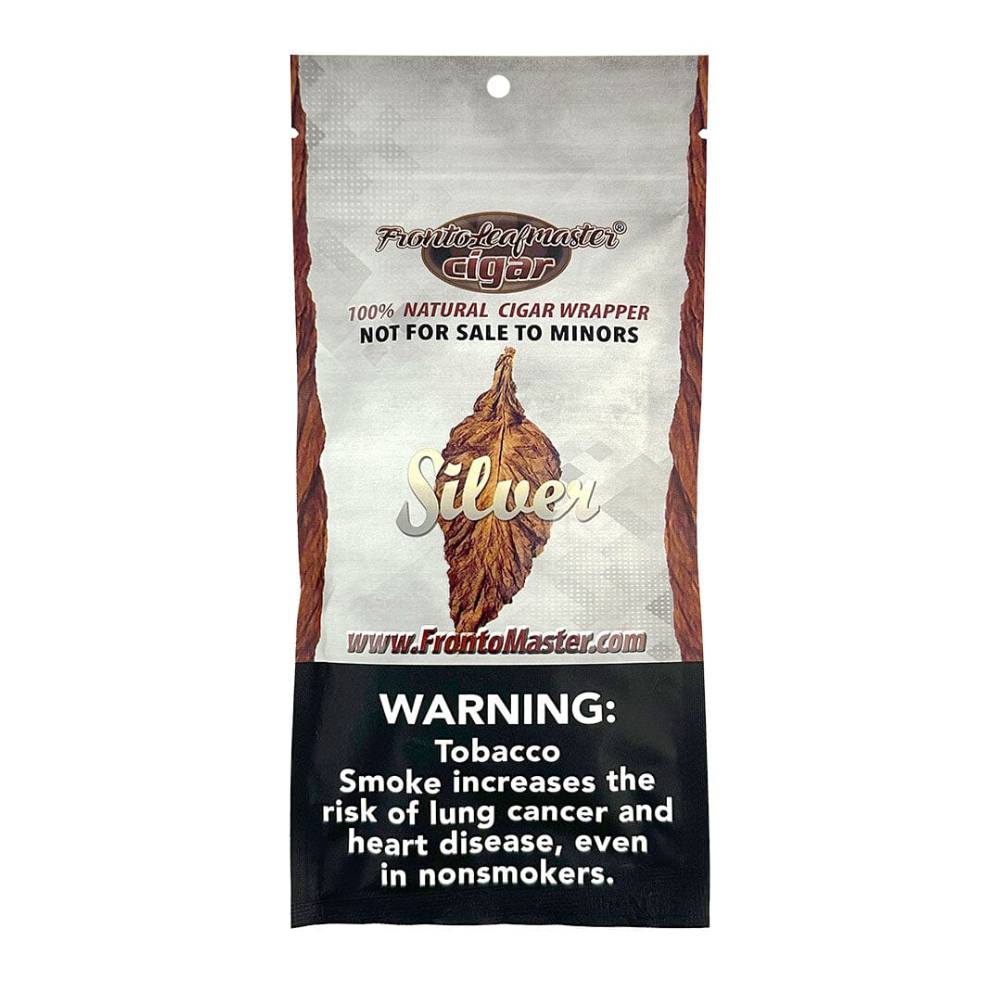 FrontoLeafmaster®
cigar
100% NATURAL CIGAR WRAPPER
NOT FOR SALE TO MINORS
Silver
www.FrontoMaster.com
WARNING:
Tobacco
Smoke increases the
risk of lung cancer and
heart disease, even
in nonsmokers.